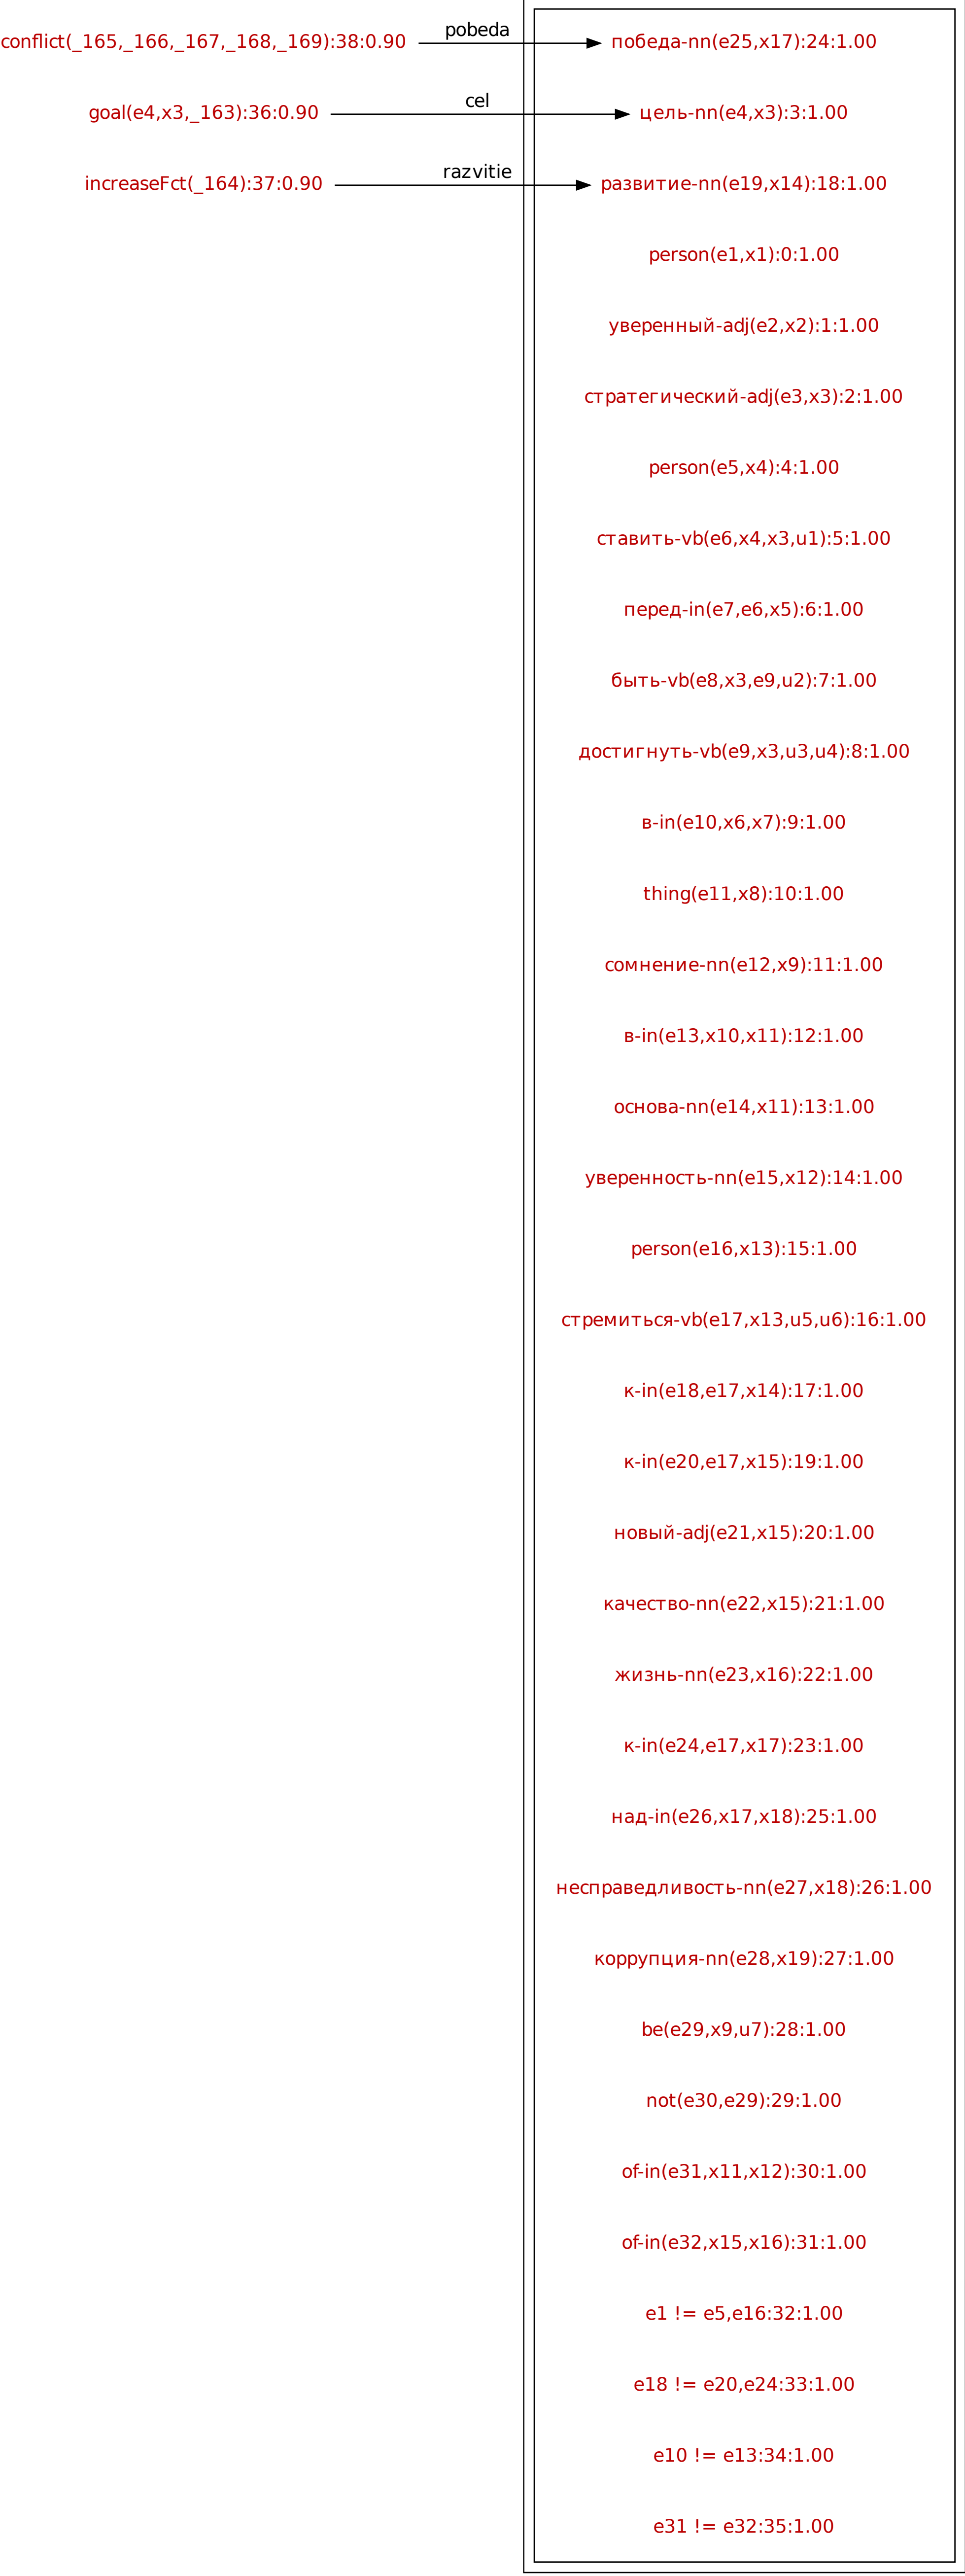 conflict(_165,_166,_167,_168,_169):38:0.90 pobeda победа-nn(e25,x17):24:1.00
goal(e4,x3,_163):36:0.90 cel цель-nn(e4,x3):3:1.00
increaseFct(_164):37:0.90 razvitie развитие-nn(e19,x14):18:1.00
person(e1,x1):0:1.00
уверенный-adj(e2,x2):1:1.00
стратегический-adj(e3,x3):2:1.00
person(e5,x4):4:1.00
ставить-vb(e6,x4,x3,u1):5:1.00
перед-in(e7,e6,x5):6:1.00
быть-vb(e8,x3,e9,u2):7:1.00
достигнуть-vb(e9,x3,u3,u4):8:1.00
в-in(e10,x6,x7):9:1.00
thing(e11,x8):10:1.00
сомнение-nn(e12,x9):11:1.00
в-in(e13,x10,x11):12:1.00
основа-nn(e14,x11):13:1.00
уверенность-nn(e15,x12):14:1.00
person(e16,x13):15:1.00
стремиться-vb(e17,x13,u5,u6):16:1.00
к-in(e18,e17,x14):17:1.00
к-in(e20,e17,x15):19:1.00
новый-adj(e21,x15):20:1.00
качество-nn(e22,x15):21:1.00
жизнь-nn(e23,x16):22:1.00
к-in(e24,e17,x17):23:1.00
над-in(e26,x17,x18):25:1.00
несправедливость-nn(e27,x18):26:1.00
коррупция-nn(e28,x19):27:1.00
be(e29,x9,u7):28:1.00
not(e30,e29):29:1.00
of-in(e31,x11,x12):30:1.00
of-in(e32,x15,x16):31:1.00
e1 != e5,e16:32:1.00
e18 != e20,e24:33:1.00
e10 != e13:34:1.00
e31 != e32:35:1.00